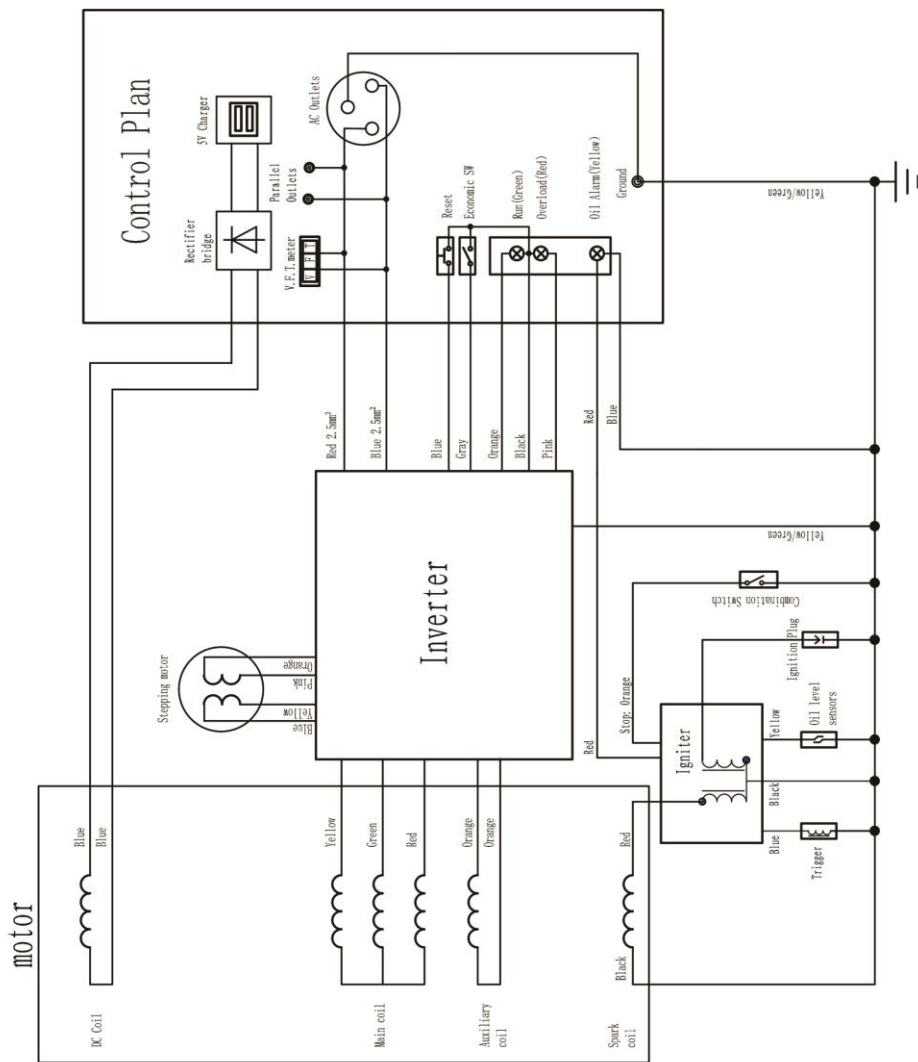 Control Plan
5V Charger
Rectifier
bridge
Parallel
Outlets
AC Outlets
V.F.T.meter
V F T
Reset
Economic SW
Run(Green)
Overload(Red)
Oil Alarm(Yellow)
Ground
Yellow/Green
Red 2.5mm²
Blue 2.5mm²
Blue
Gray
Orange
Black
Pink
Red
Blue
Yellow/Green
Inverter
Stepping motor
Orange
Pink
Yellow
Blue
Combination Switch
Ignition Plug
Stop: Orange
Red
Igniter
Yellow
Oil level
sensors
Black
Blue
Trigger
motor
Blue
Blue
Yellow
Green
Red
Orange
Orange
Red
Black
DC Coil
Main coil
Auxiliary
coil
Spark
coil